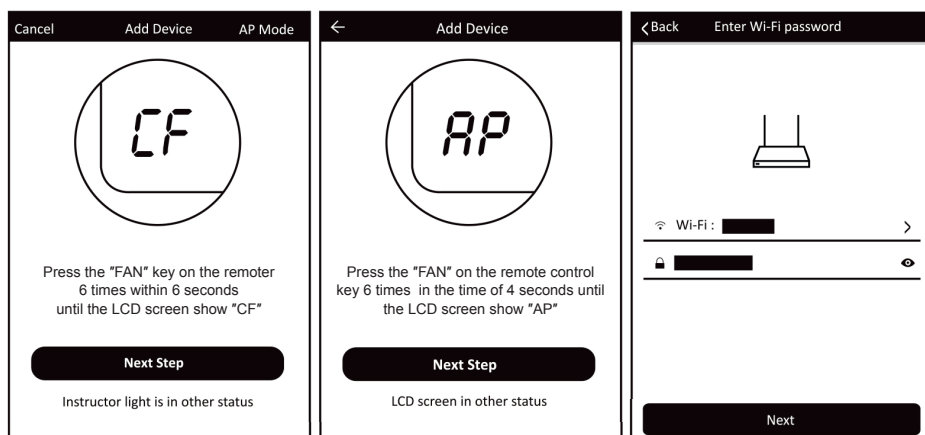 Cancel Add Device AP Mode
CF
Press the "FAN" key on the remoter
6 times within 6 seconds
until the LCD screen show "CF"
Next Step
Instructor light is in other status
Add Device
AP
Press the "FAN" on the remote control
key 6 times in the time of 4 seconds until
the LCD screen show "AP"
Next Step
LCD screen in other status
Back Enter Wi-Fi password
Wi-Fi :
Next